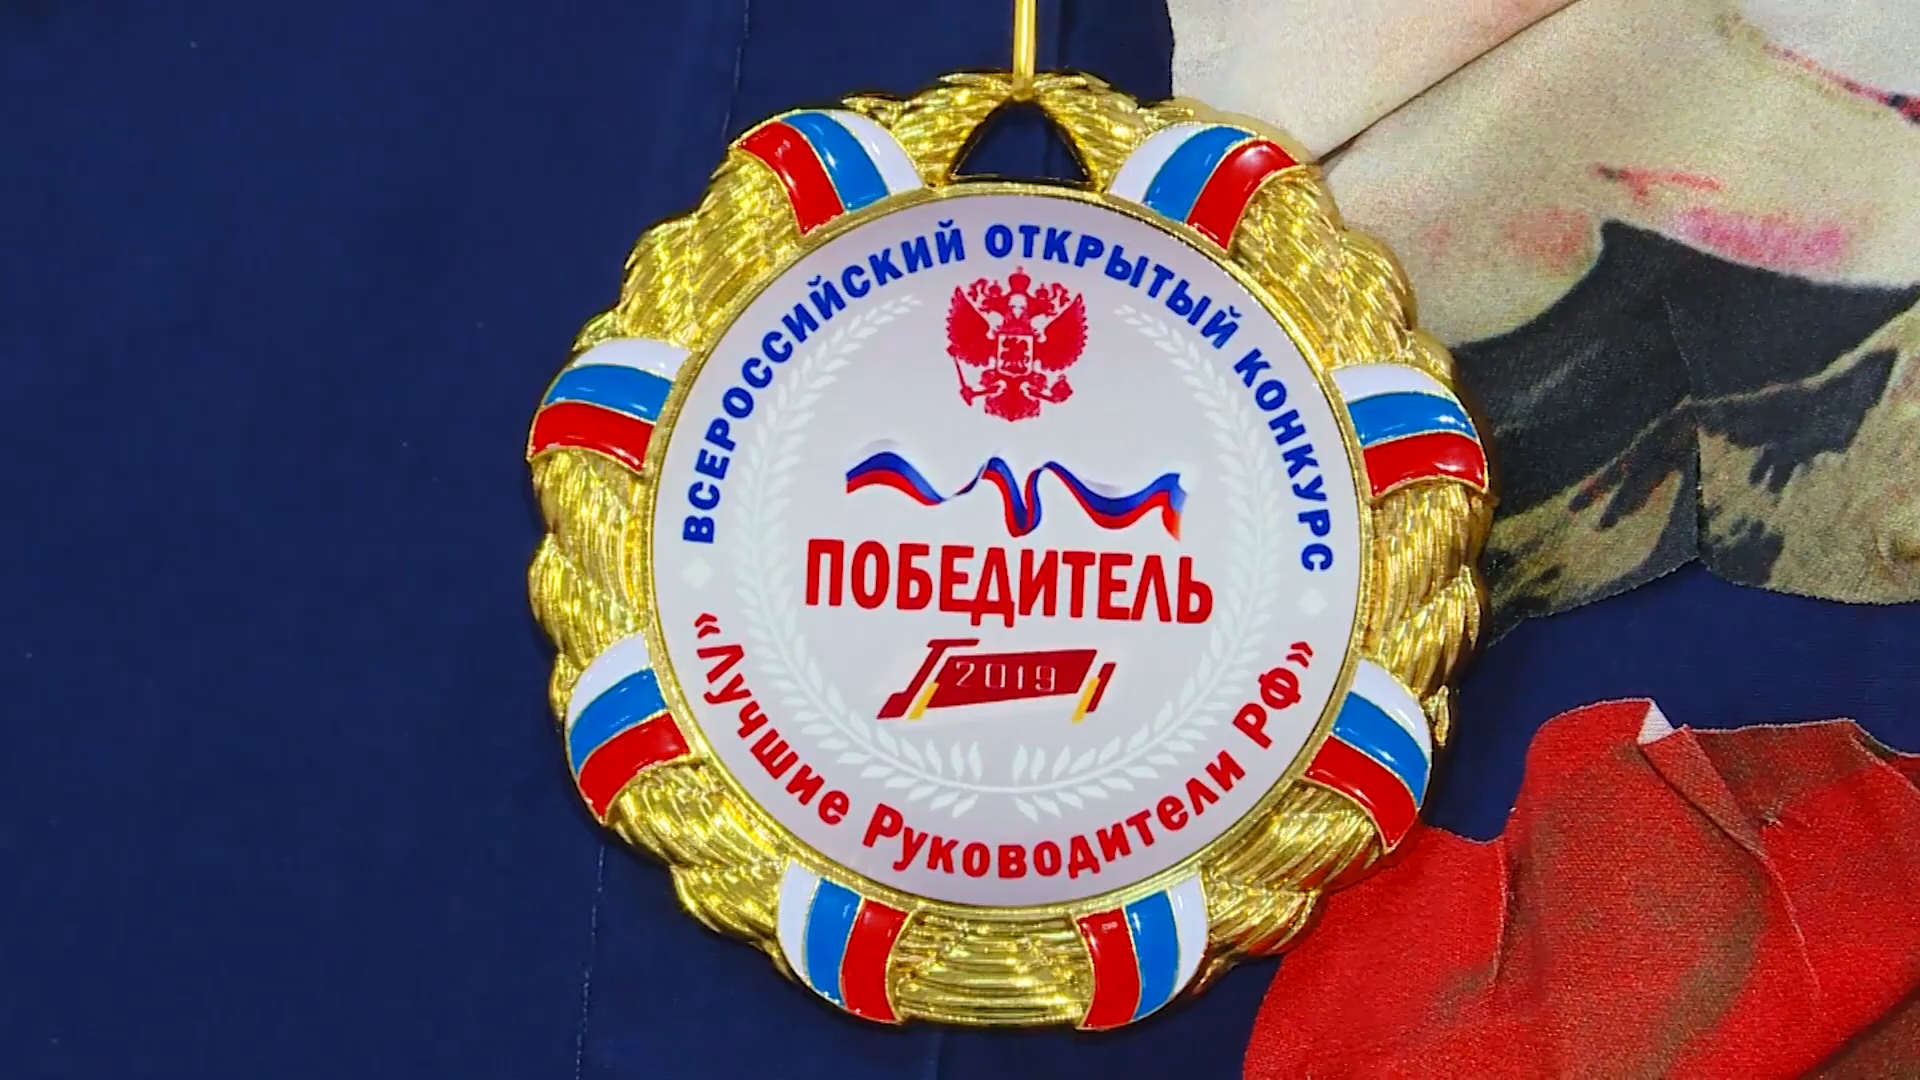 ВСЕРОССИЙСКИЙ ОТКРЫТЫЙ КОНКУРС
ПОБЕДИТЕЛЬ
2019
«Лучшие Руководители РФ»